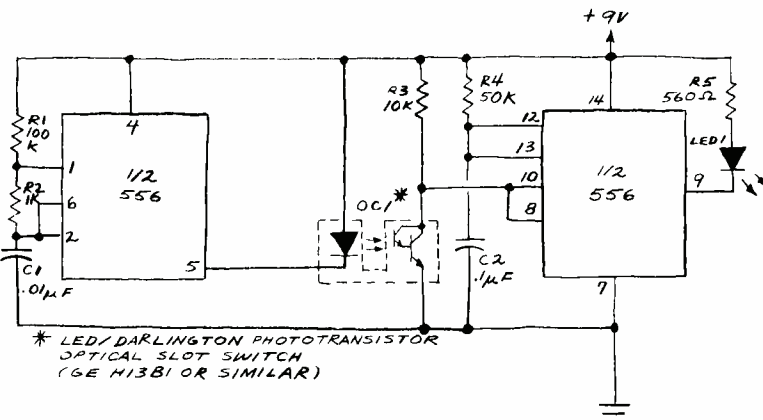 +9V
R1
100
K
R2
1K
C1
.01µF
4
1/2
556
1
6
2
5
OC1*
R3
10K
R4
50K
C2
.1µF
14
12
13
10
8
1/2
556
9
7
R5
560Ω
LED1
* LED/DARLINGTON PHOTOTRANSISTOR
OPTICAL SLOT SWITCH
(GE H13B1 OR SIMILAR)